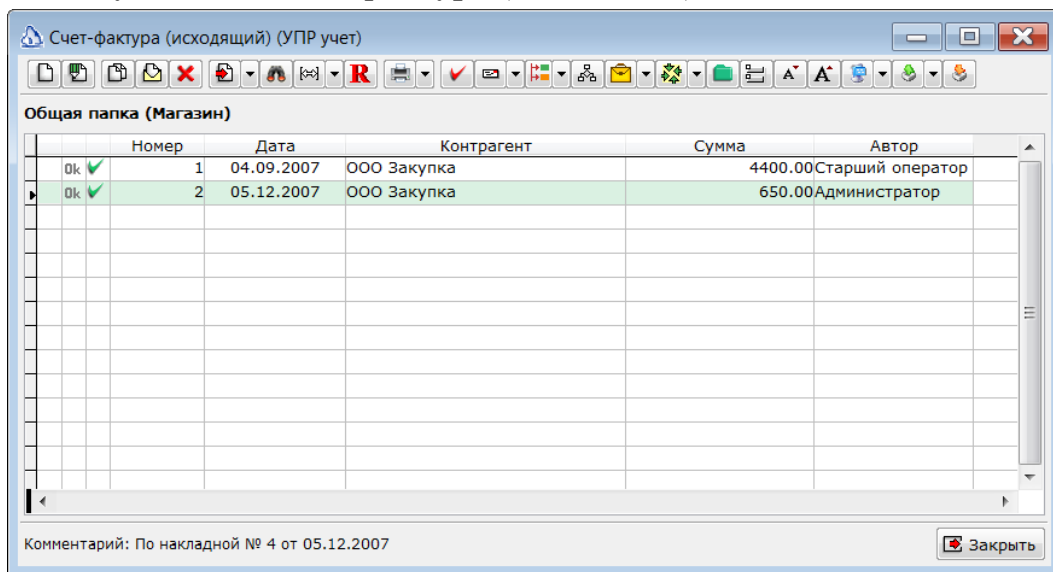 Счет-фактура (исходящий) (УПР учет)
R A A
Общая папка (Магазин)
Номер Дата Контрагент Сумма Автор
Ok 1 04.09.2007 ООО Закупка 4400.00 Старший оператор
Ok 2 05.12.2007 ООО Закупка 650.00 Администратор
Комментарий: По накладной № 4 от 05.12.2007 Закрыть